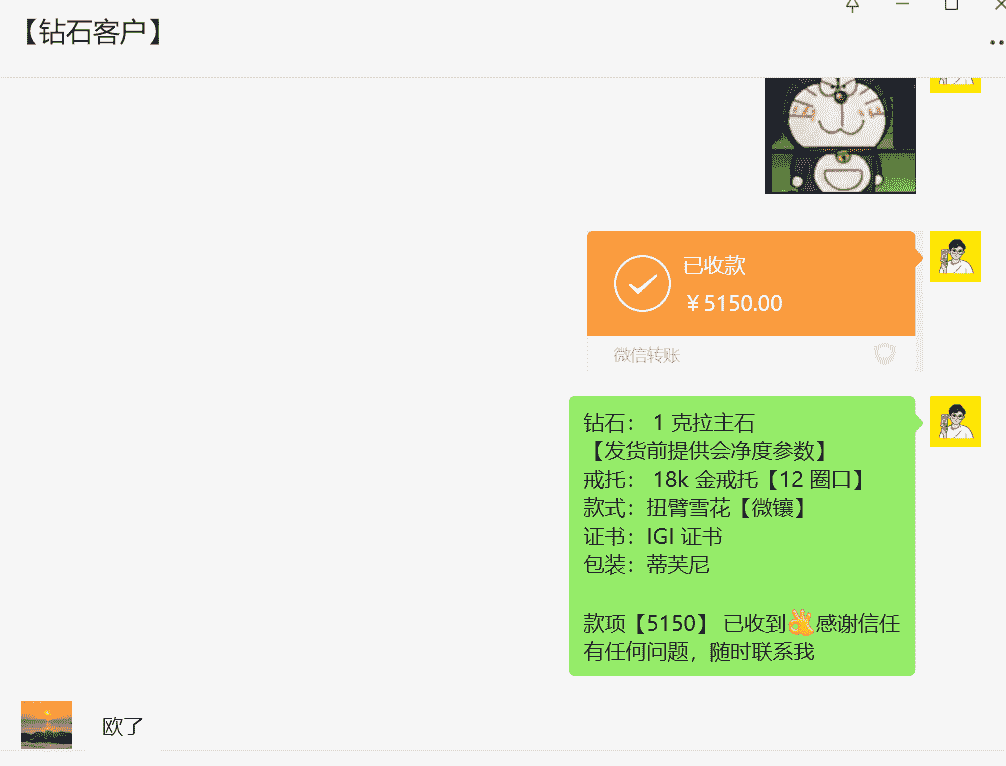 【钻石客户】
已收款
￥5150.00
微信转账
钻石： 1 克拉主石
【发货前提供会净度参数】
戒托： 18k 金戒托【12 圈口】
款式：扭臂雪花【微镶】
证书：IGI 证书
包装：蒂芙尼
款项【5150】 已收到👌感谢信任
有任何问题，随时联系我
欧了